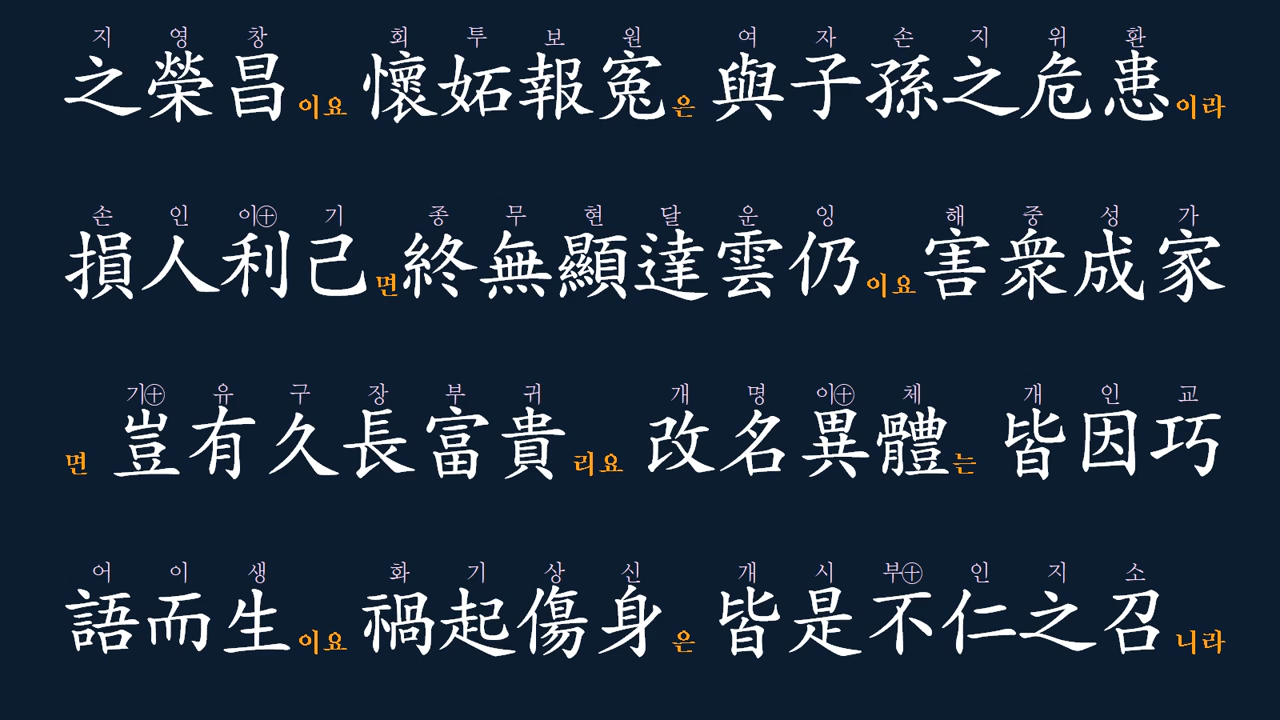 지 영 창 회 투 보 원 여 자 손 지 위 환
之榮昌이요 懷妬報寃은 與子孫之危患이라
손 인 이㊉ 기 종 무 현 달 운 잉 해 중 성 가
損人利己면 終無顯達雲仍이요 害衆成家
기㊉ 유 구 장 부 귀 개 명 이㊉ 체 개 인 교
면 豈有久長富貴리요 改名異體는 皆因巧
어 이 생 화 기 상 신 개 시 부㊉ 인 지 소
語而生이요 禍起傷身은 皆是不仁之召니라